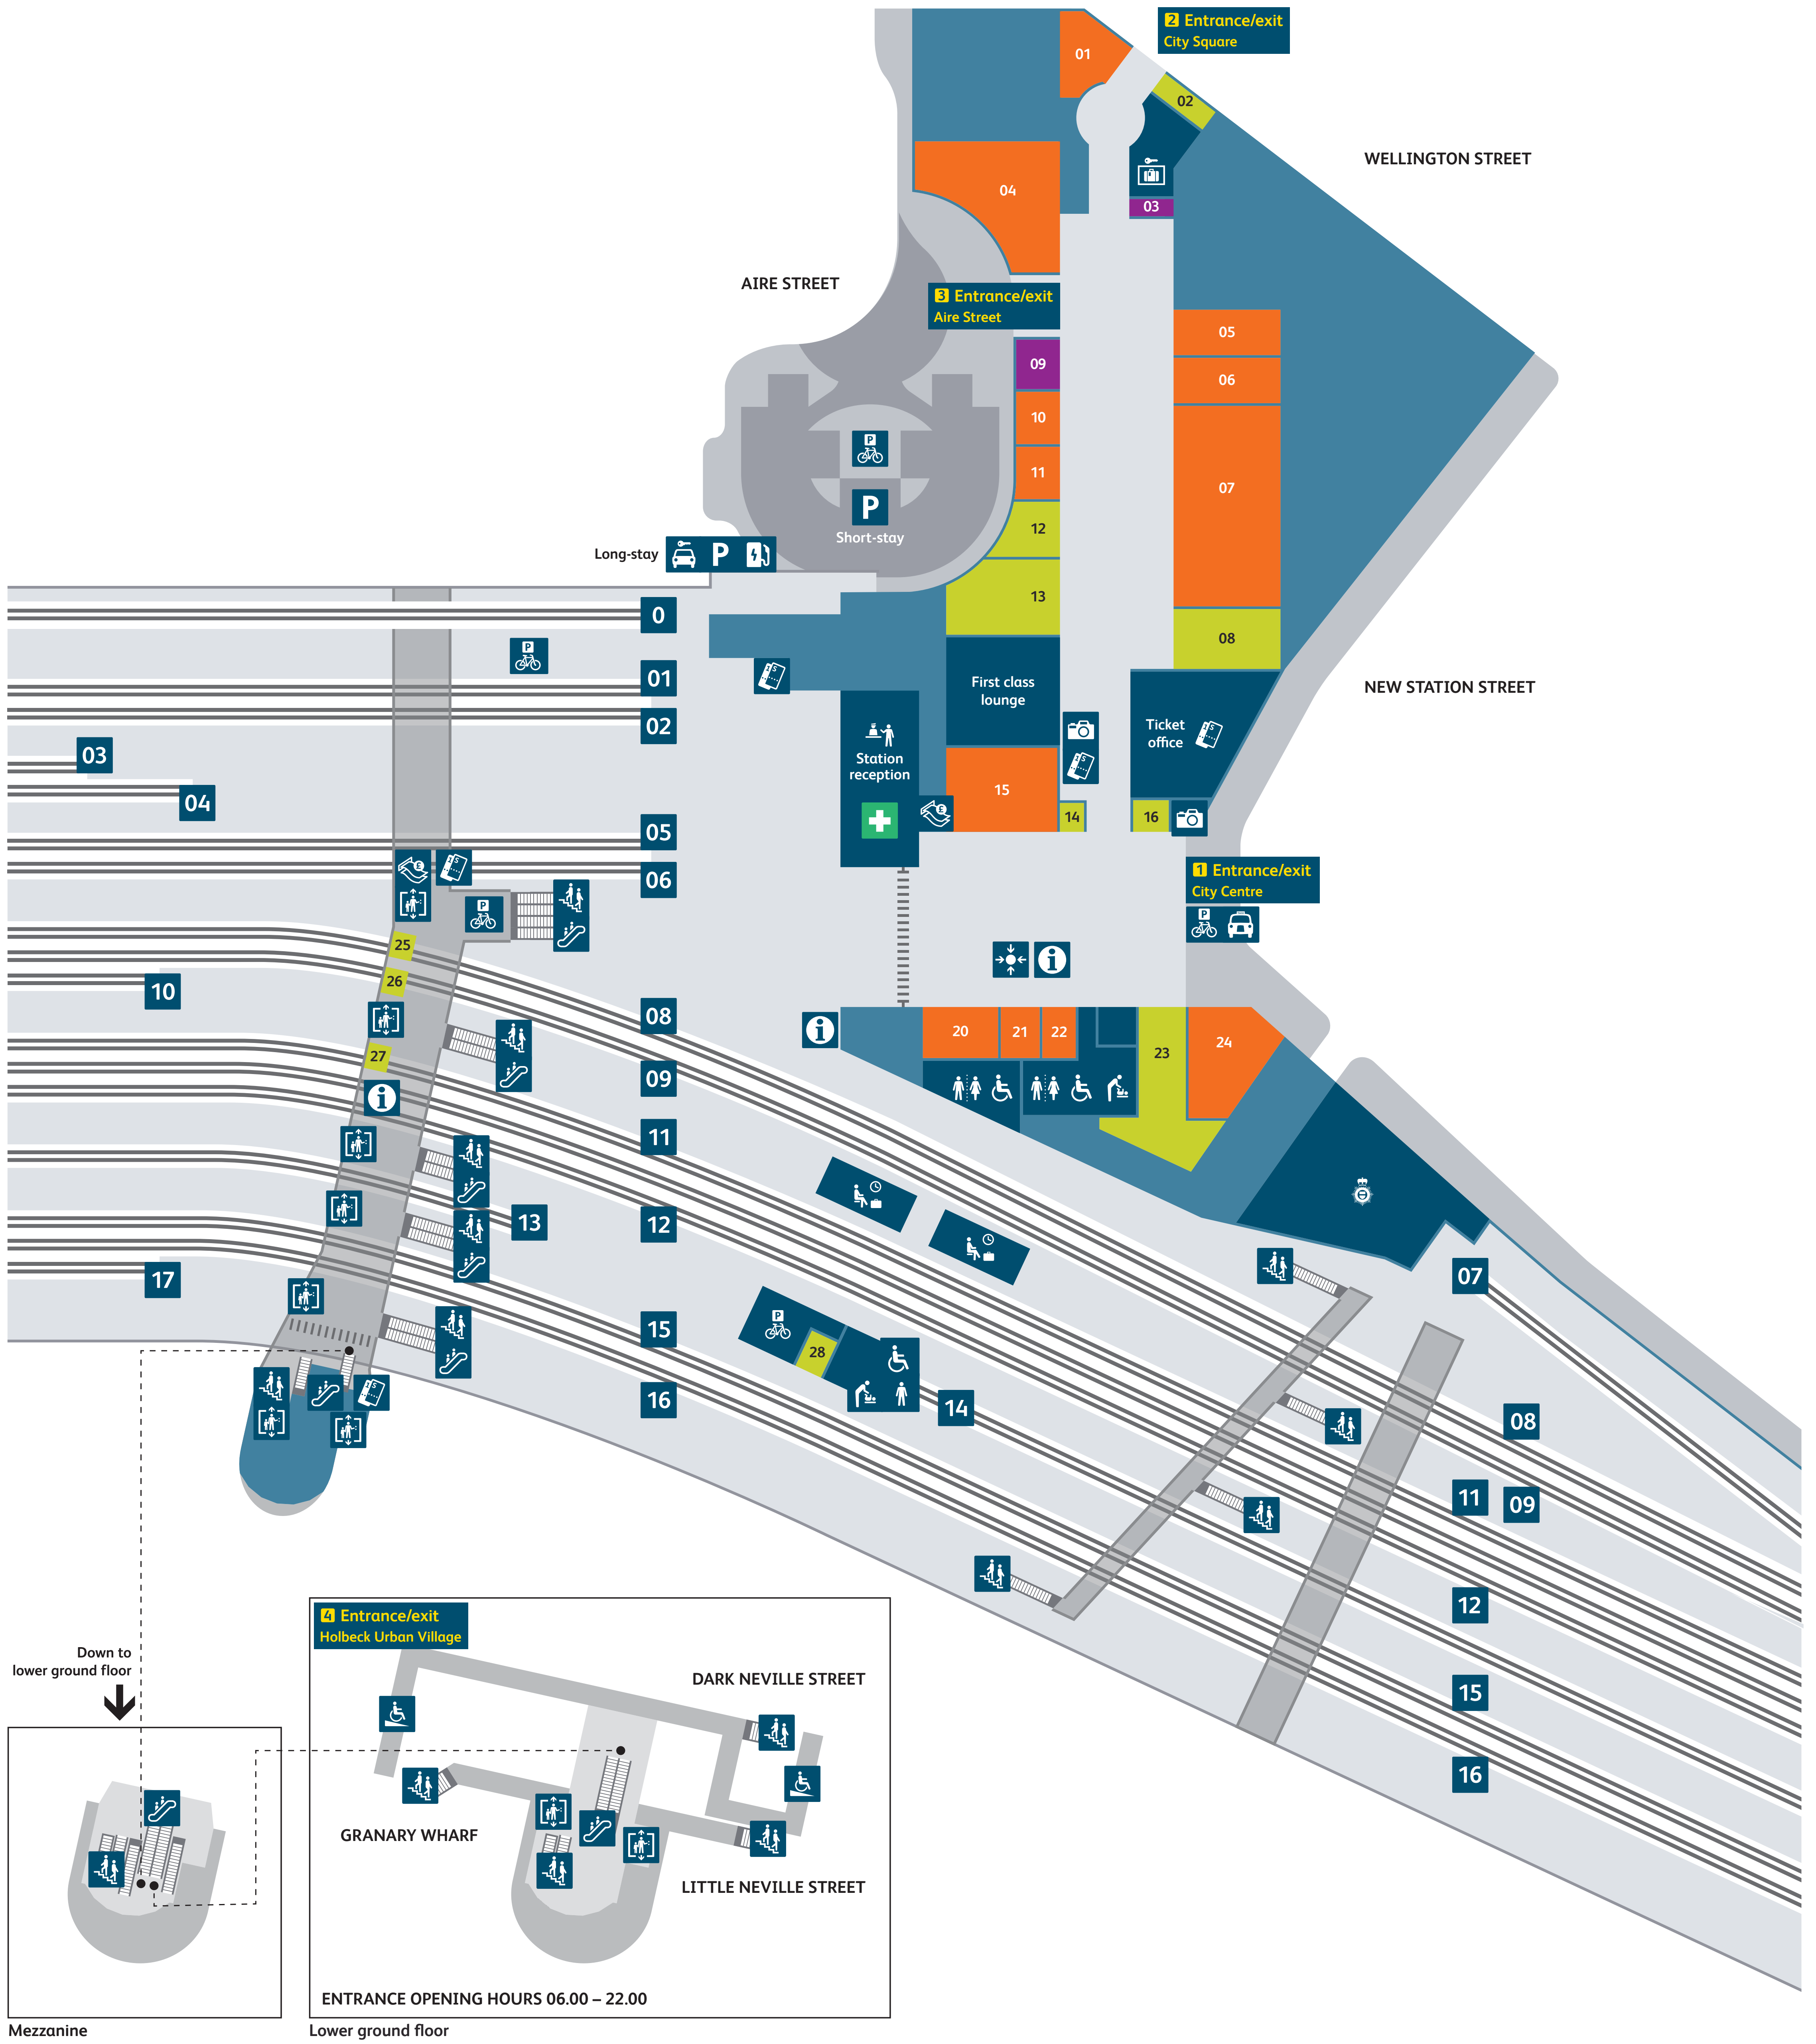 2 Entrance/exit
City Square
01
02
WELLINGTON STREET
03
04
AIRE STREET
3 Entrance/exit
Aire Street
05
06
07
08
09
10
11
12
13
P
P
Short-stay
Long-stay
P
NEW STATION STREET
0
P
01
02
03
04
05
06
First class
lounge
Ticket
office
Station
reception
15
14
16
£
1 Entrance/exit
City Centre
P
£
P
25
26
10
27
i
i
i
08
09
11
12
13
15
16
17
20
21
22
23
24
P
28
14
07
08
11
09
12
15
16
Down to
lower ground floor
4 Entrance/exit
Holbeck Urban Village
DARK NEVILLE STREET
GRANARY WHARF
LITTLE NEVILLE STREET
ENTRANCE OPENING HOURS 06.00 – 22.00
Mezzanine
Lower ground floor